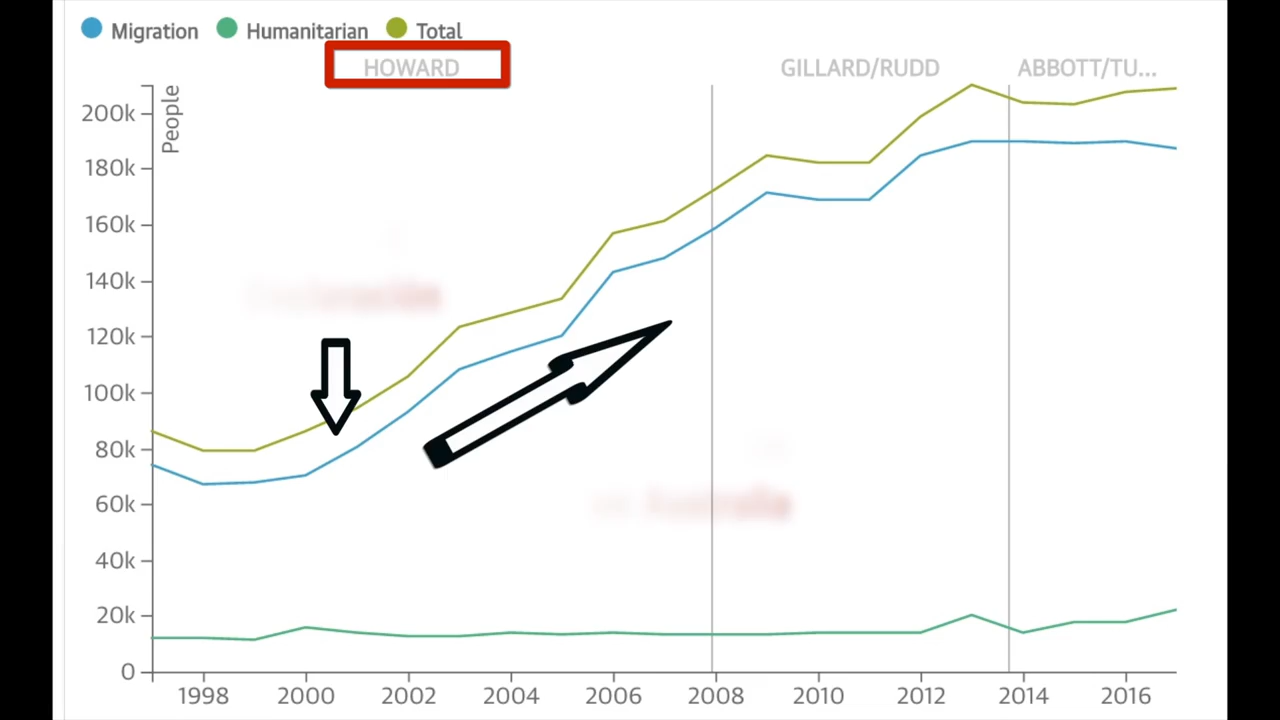 Migration Humanitarian Total
HOWARD GILLARD/RUDD ABBOTT/TU...
People
200k
180k
160k
140k
120k
100k
80k
60k
40k
20k
0
1998 2000 2002 2004 2006 2008 2010 2012 2014 2016